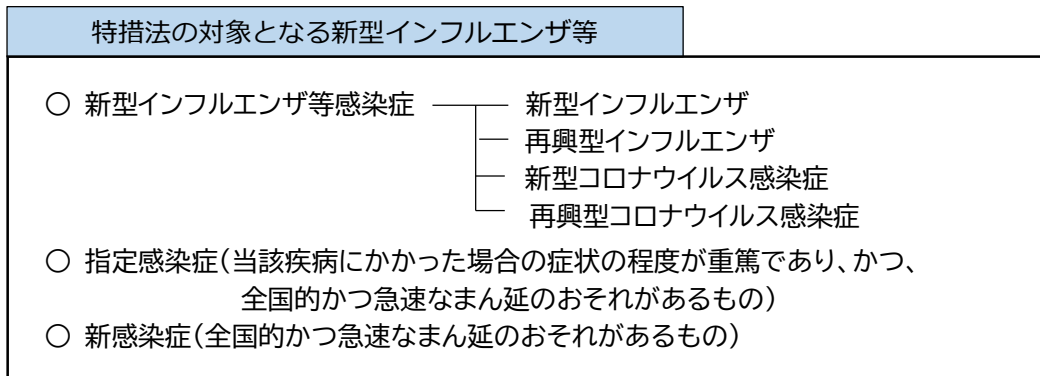 特措法の対象となる新型インフルエンザ等
○ 新型インフルエンザ等感染症 新型インフルエンザ
再興型インフルエンザ
新型コロナウイルス感染症
再興型コロナウイルス感染症
○ 指定感染症(当該疾病にかかった場合の症状の程度が重篤であり、かつ、
全国的かつ急速なまん延のおそれがあるもの)
○ 新感染症(全国的かつ急速なまん延のおそれがあるもの)